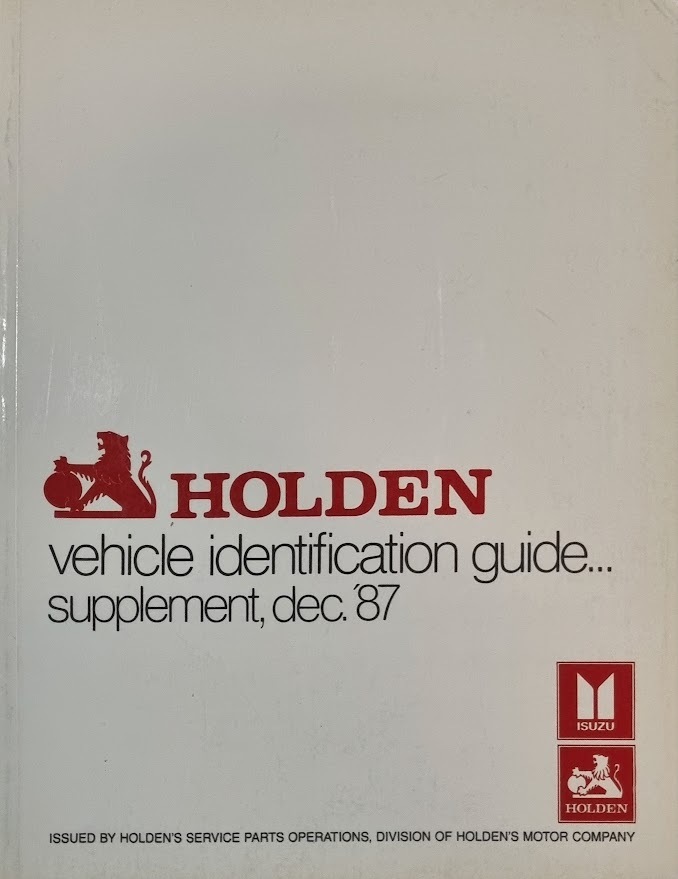 HOLDEN
vehicle identification guide...
supplement, dec. '87
ISUZU
HOLDEN
ISSUED BY HOLDEN'S SERVICE PARTS OPERATIONS, DIVISION OF HOLDEN'S MOTOR COMPANY